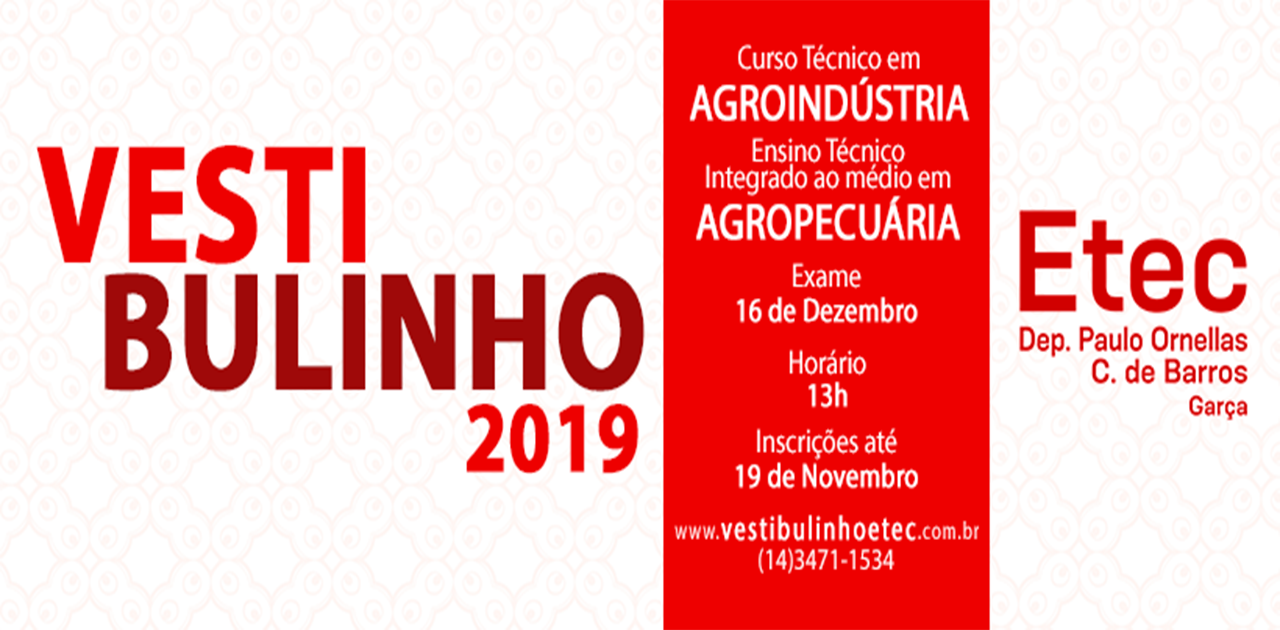 VESTI
BULINHO
2019
Curso Técnico em
AGROINDÚSTRIA
Ensino Técnico
Integrado ao médio em
AGROPECUÁRIA
Exame
16 de Dezembro
Horário
13h
Inscrições até
19 de Novembro
www.vestibulinhoetec.com.br
(14)3471-1534
Etec
Dep. Paulo Ornellas
C. de Barros
Garça